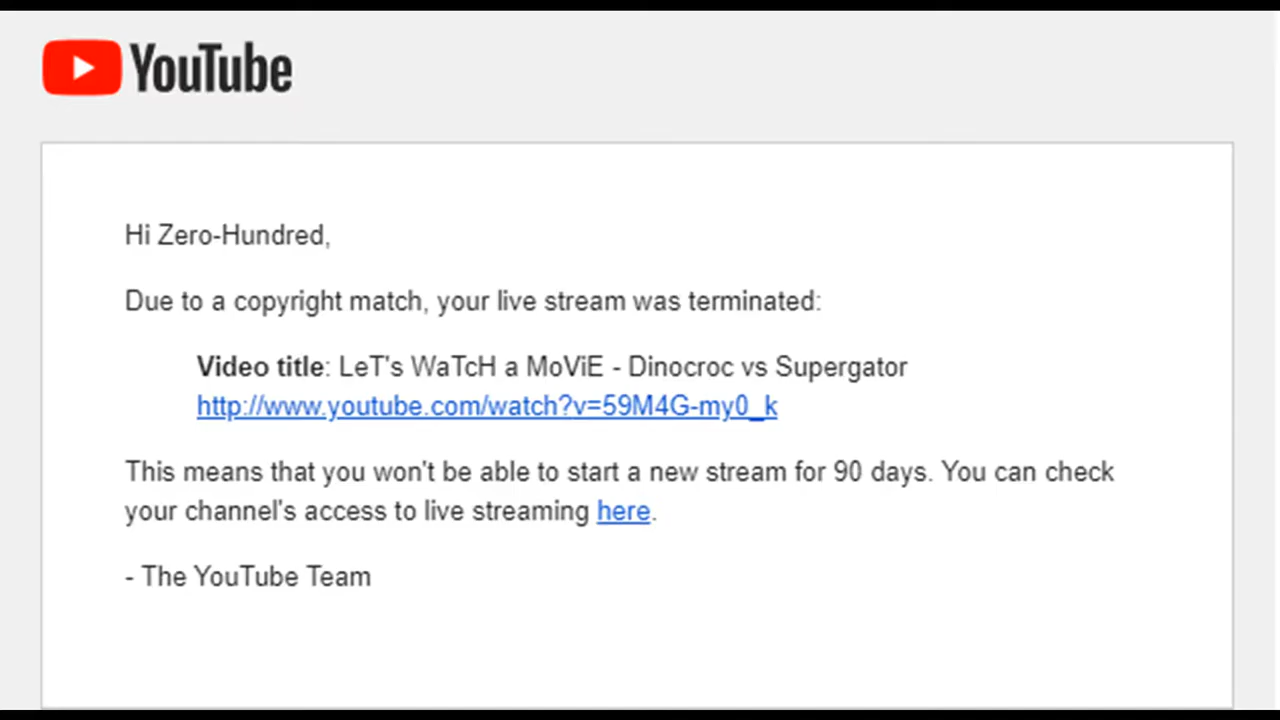 YouTube
Hi Zero-Hundred,
Due to a copyright match, your live stream was terminated:
Video title: LeT's WaTcH a MoViE - Dinocroc vs Supergator
http://www.youtube.com/watch?v=59M4G-my0_k
This means that you won't be able to start a new stream for 90 days. You can check
your channel's access to live streaming here.
- The YouTube Team